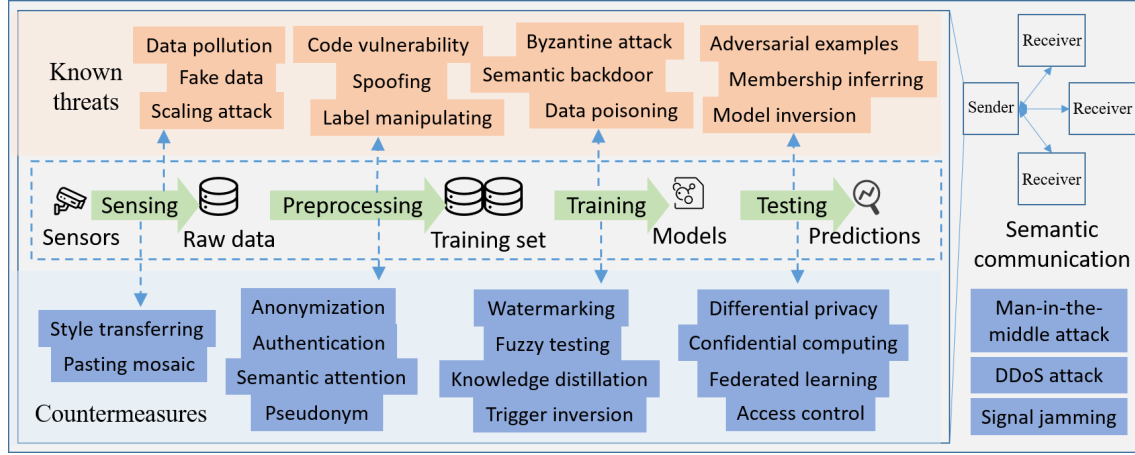 Known
threats
Data pollution
Fake data
Scaling attack
Code vulnerability
Spoofing
Label manipulating
Byzantine attack
Semantic backdoor
Data poisoning
Adversarial examples
Membership inferring
Model inversion
Sensing
Preprocessing
Training
Testing
Sensors
Raw data
Training set
Models
Predictions
Style transferring
Pasting mosaic
Countermeasures
Anonymization
Authentication
Semantic attention
Pseudonym
Watermarking
Fuzzy testing
Knowledge distillation
Trigger inversion
Differential privacy
Confidential computing
Federated learning
Access control
Receiver
Sender
Receiver
Receiver
Semantic
communication
Man-in-the-
middle attack
DDoS attack
Signal jamming